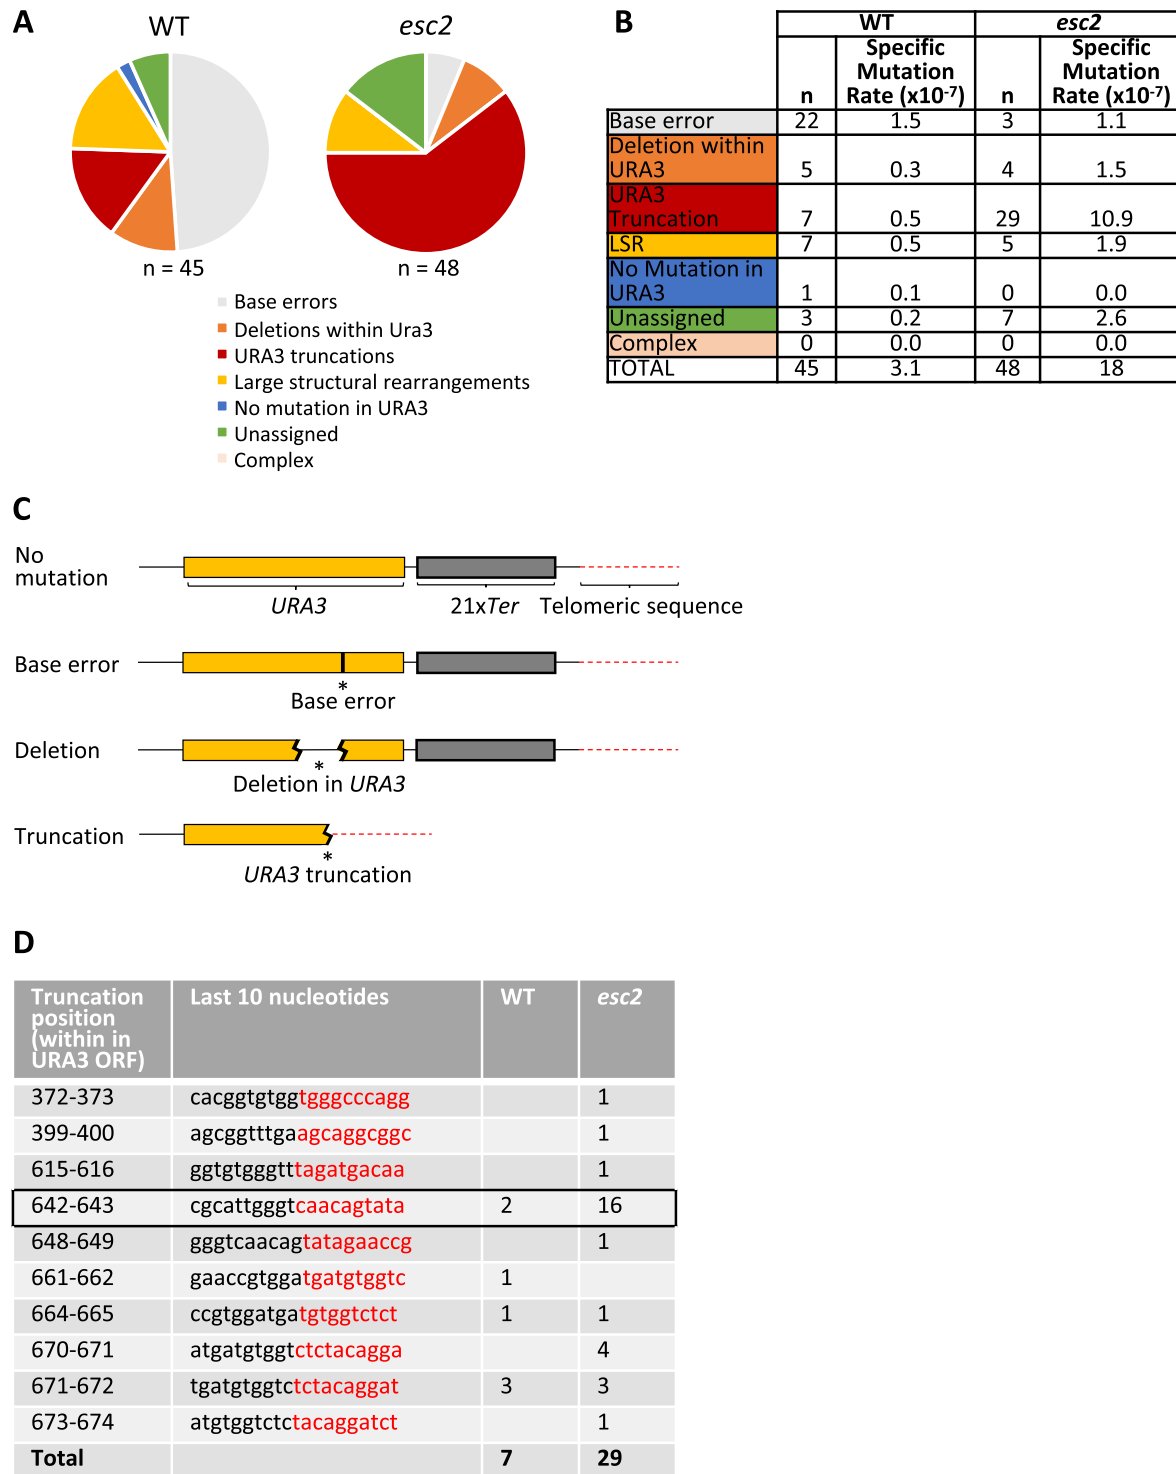 A
WT
esc2
n = 45
n = 48
Base errors
Deletions within Ura3
URA3 truncations
Large structural rearrangements
No mutation in URA3
Unassigned
Complex
B
WT esc2
n Specific Mutation Rate (x10-7) n Specific Mutation Rate (x10-7)
Base error 22 1.5 3 1.1
Deletion within
URA3 5 0.3 4 1.5
URA3
Truncation 7 0.5 29 10.9
LSR 7 0.5 5 1.9
No Mutation in
URA3 1 0.1 0 0.0
Unassigned 3 0.2 7 2.6
Complex 0 0.0 0 0.0
TOTAL 45 3.1 48 18
C
No
mutation
URA3 21xTer Telomeric sequence
Base error
*
Base error
Deletion
*
Deletion in URA3
Truncation
*
URA3 truncation
D
Truncation position (within in URA3 ORF) Last 10 nucleotides WT esc2
372-373 cacggtgtggtgggcccagg 1
399-400 agcggtttgaagcaggcggc 1
615-616 ggtgtgggtttagatgacaa 1
642-643 cgcattgggtcaacagtata 2 16
648-649 gggtcaacagtatagaaccg 1
661-662 gaaccgtggatgatgtggtc 1
664-665 ccgtggatgatgtggtctct 1 1
670-671 atgatgtggtctctacagga 4
671-672 tgatgtggtctctacaggat 3 3
673-674 atgtggtctctacaggatct 1
Total 7 29